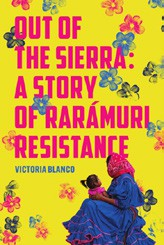 OUT OF
THE SIERRA:
A STORY
OF RARÁMURI
RESISTANCE
VICTORIA BLANCO